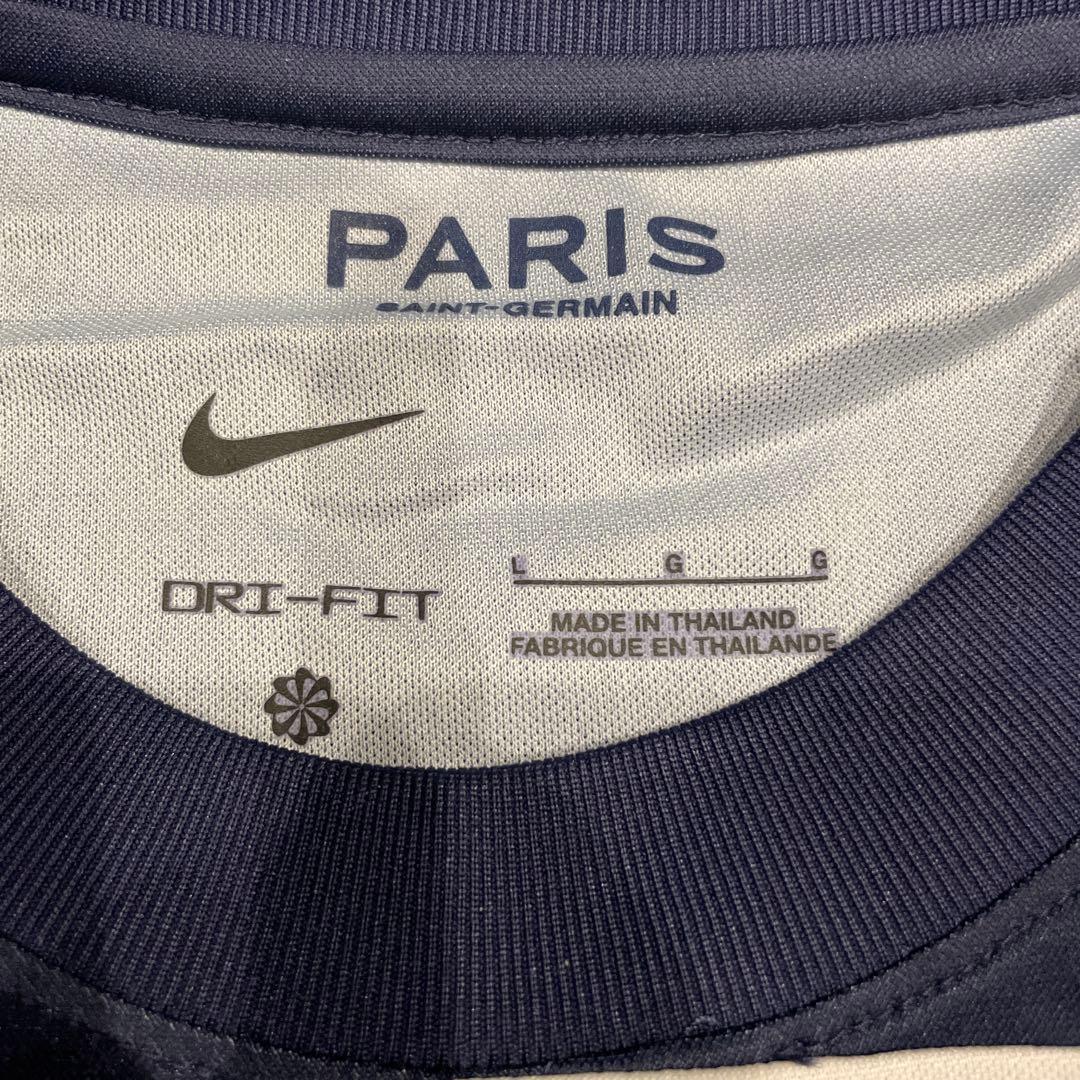 PARIS
SAINT-GERMAIN
DRI-FIT
L G G
MADE IN THAILAND
FABRIQUE EN THAILANDE